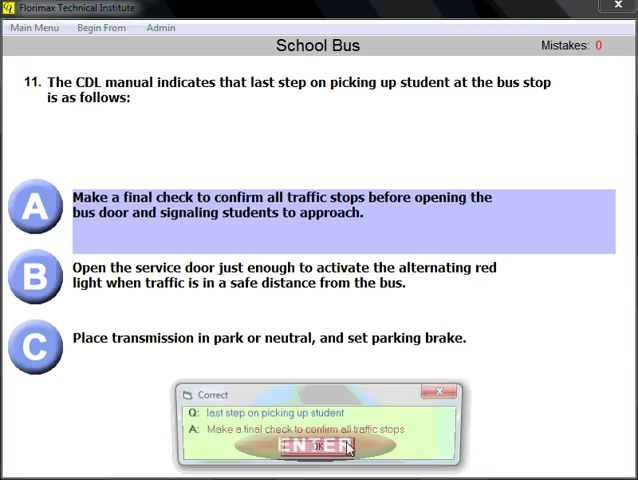 Florimax Technical Institute
Main Menu Begin From Admin
School Bus Mistakes: 0
11. The CDL manual indicates that last step on picking up student at the bus stop
is as follows:
A Make a final check to confirm all traffic stops before opening the
bus door and signaling students to approach.
B Open the service door just enough to activate the alternating red
light when traffic is in a safe distance from the bus.
C Place transmission in park or neutral, and set parking brake.
Correct
Q: last step on picking up student
A: Make a final check to confirm all traffic stops
ENTER
OK